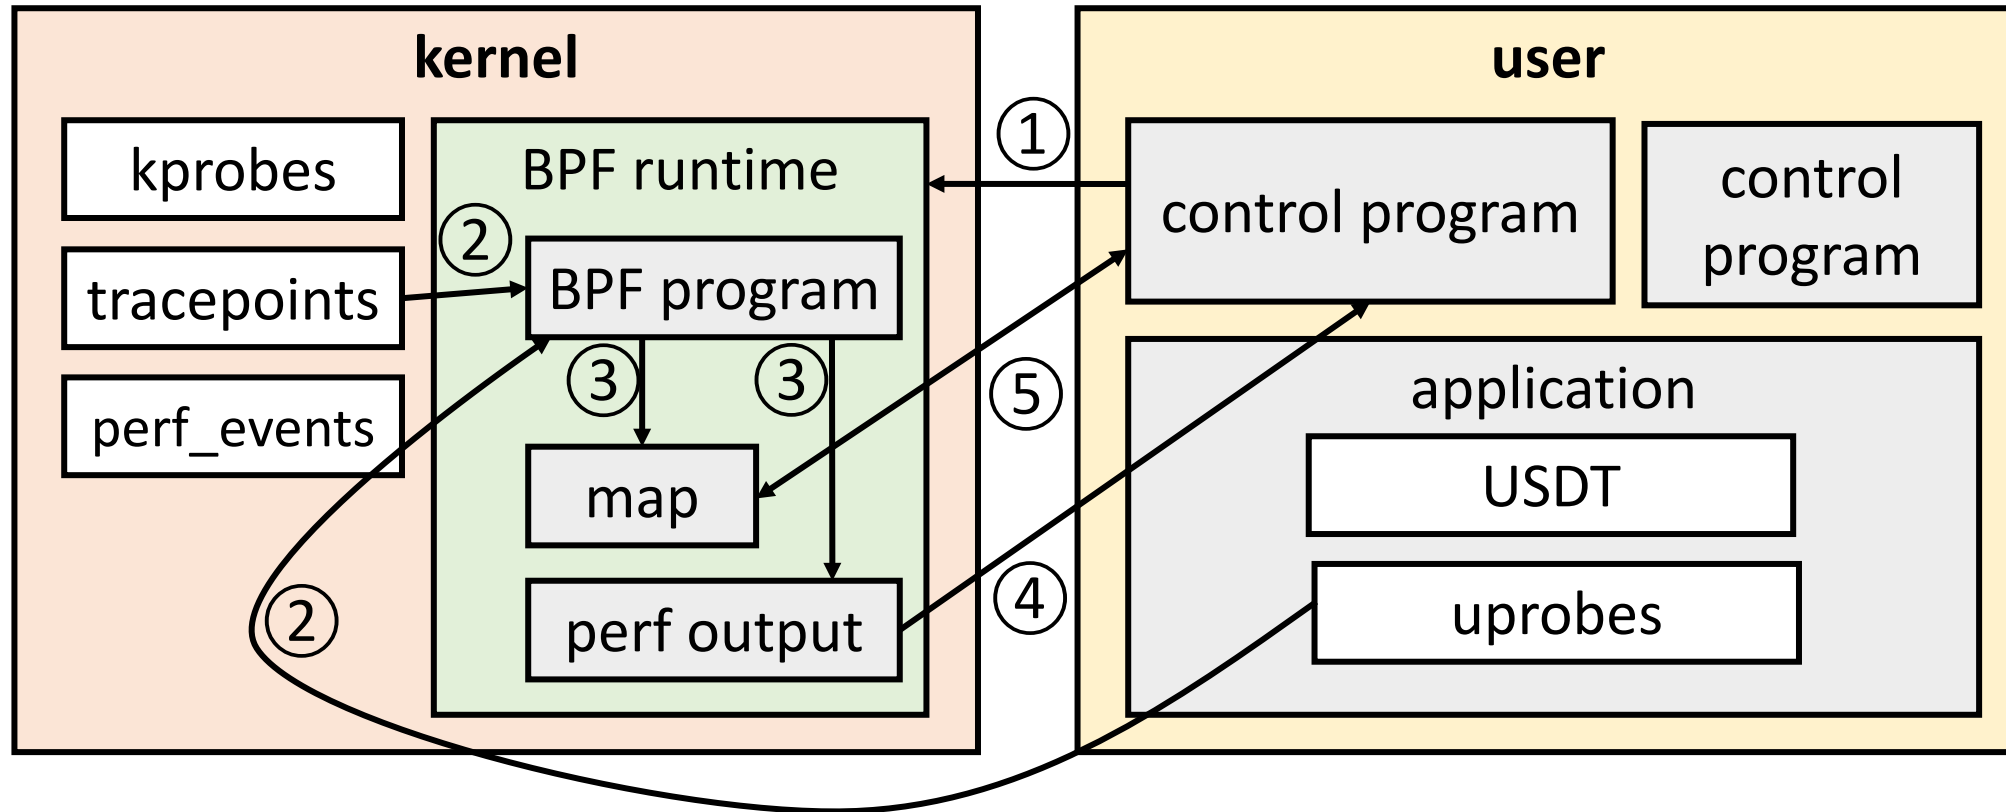 kernel
kprobes
tracepoints
perf_events
BPF runtime
②
BPF program
③
③
map
perf output
②
①
⑤
④
user
control program
control
program
application
USDT
uprobes